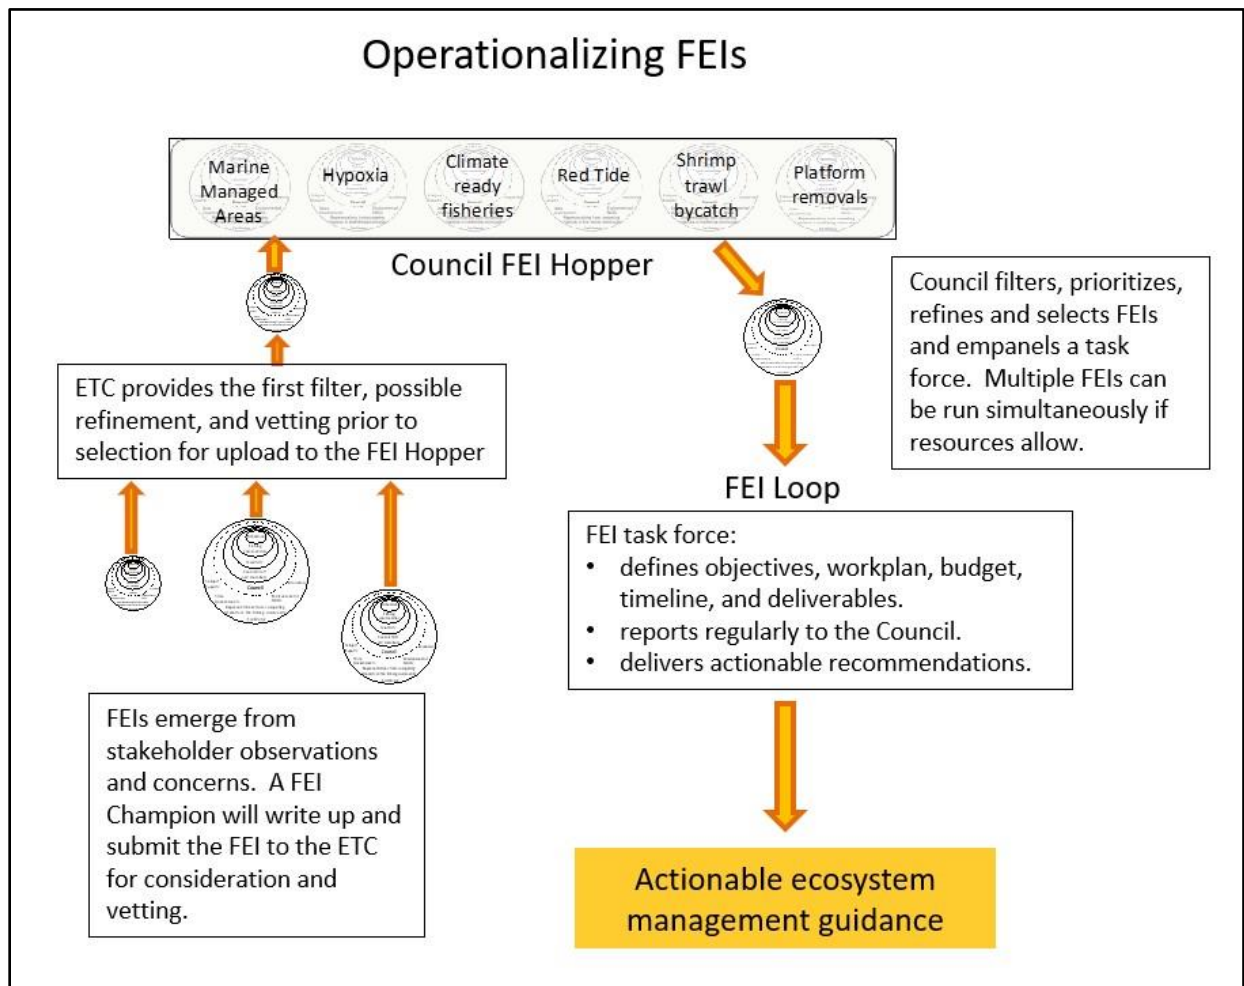 Operationalizing FEIs
Marine
Managed
Areas
Hypoxia
Climate
ready
fisheries
Red Tide
Shrimp
trawl
bycatch
Platform
removals
Council FEI Hopper
Council filters, prioritizes,
refines and selects FEIs
and empanels a task
force.  Multiple FEIs can
be run simultaneously if
resources allow.
ETC provides the first filter, possible
refinement, and vetting prior to
selection for upload to the FEI Hopper
FEI Loop
FEI task force:
• defines objectives, workplan, budget,
timeline, and deliverables.
• reports regularly to the Council.
• delivers actionable recommendations.
FEIs emerge from
stakeholder observations
and concerns.  A FEI
Champion will write up and
submit the FEI to the ETC
for consideration and
vetting.
Actionable ecosystem
management guidance